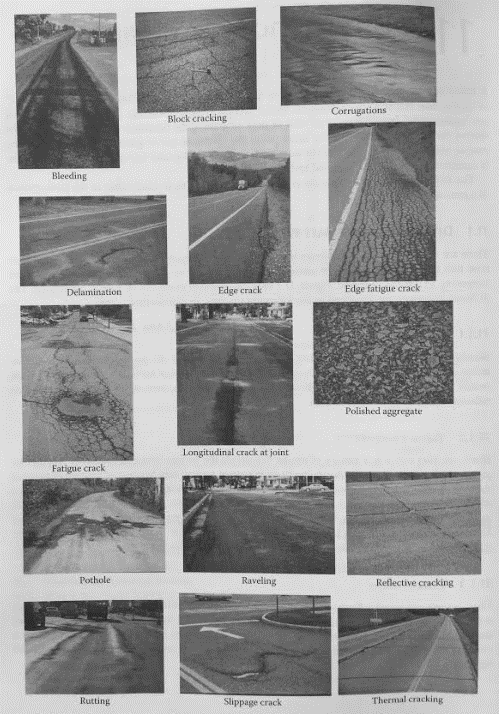 Block cracking
Corrugations
Bleeding
Delamination
Edge crack
Edge fatigue crack
Fatigue crack
Longitudinal crack at joint
Polished aggregate
Pothole
Raveling
Reflective cracking
Rutting
Slippage crack
Thermal cracking